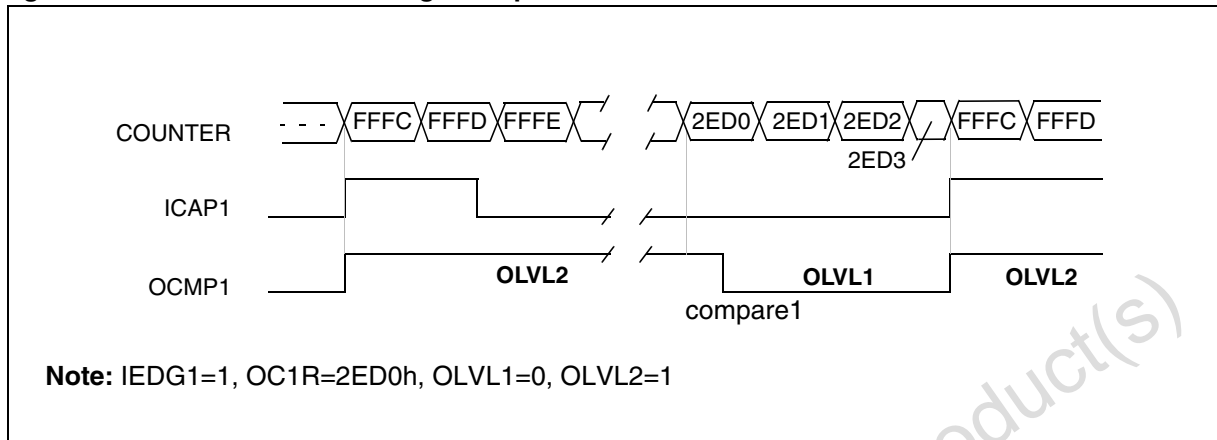 COUNTER - - - FFFC FFFD FFFE 2ED0 2ED1 2ED2 FFFC FFFD
2ED3
ICAP1
OCMP1 OLVL2 OLVL1 OLVL2
compare1
Note: IEDG1=1, OC1R=2ED0h, OLVL1=0, OLVL2=1